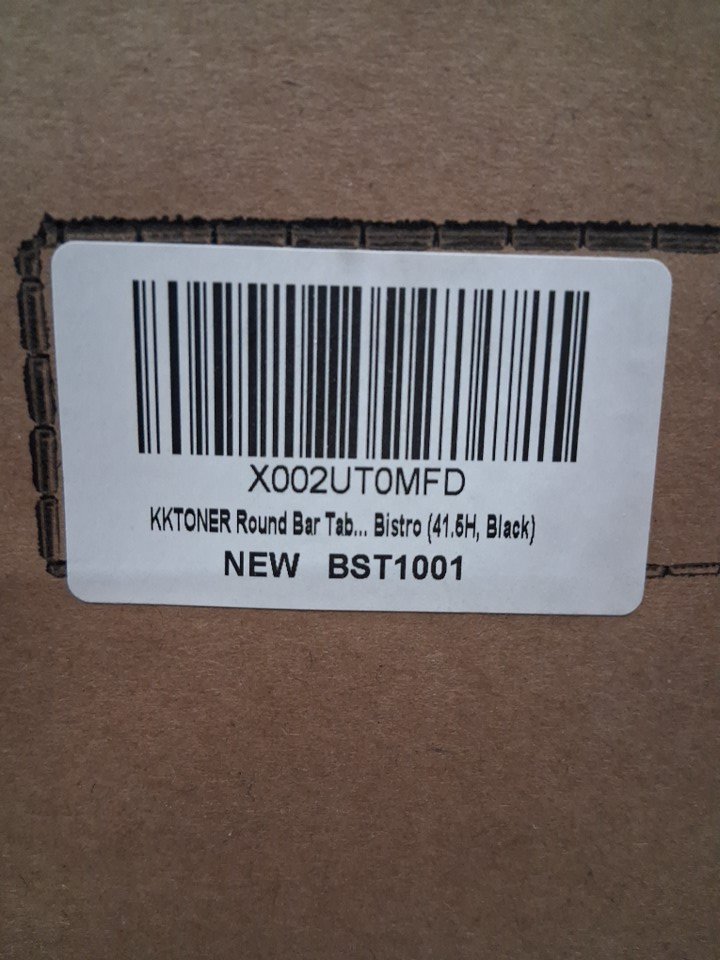 X002UT0MFD
KKTONER Round Bar Tab... Bistro (41.5H, Black)
NEW BST1001